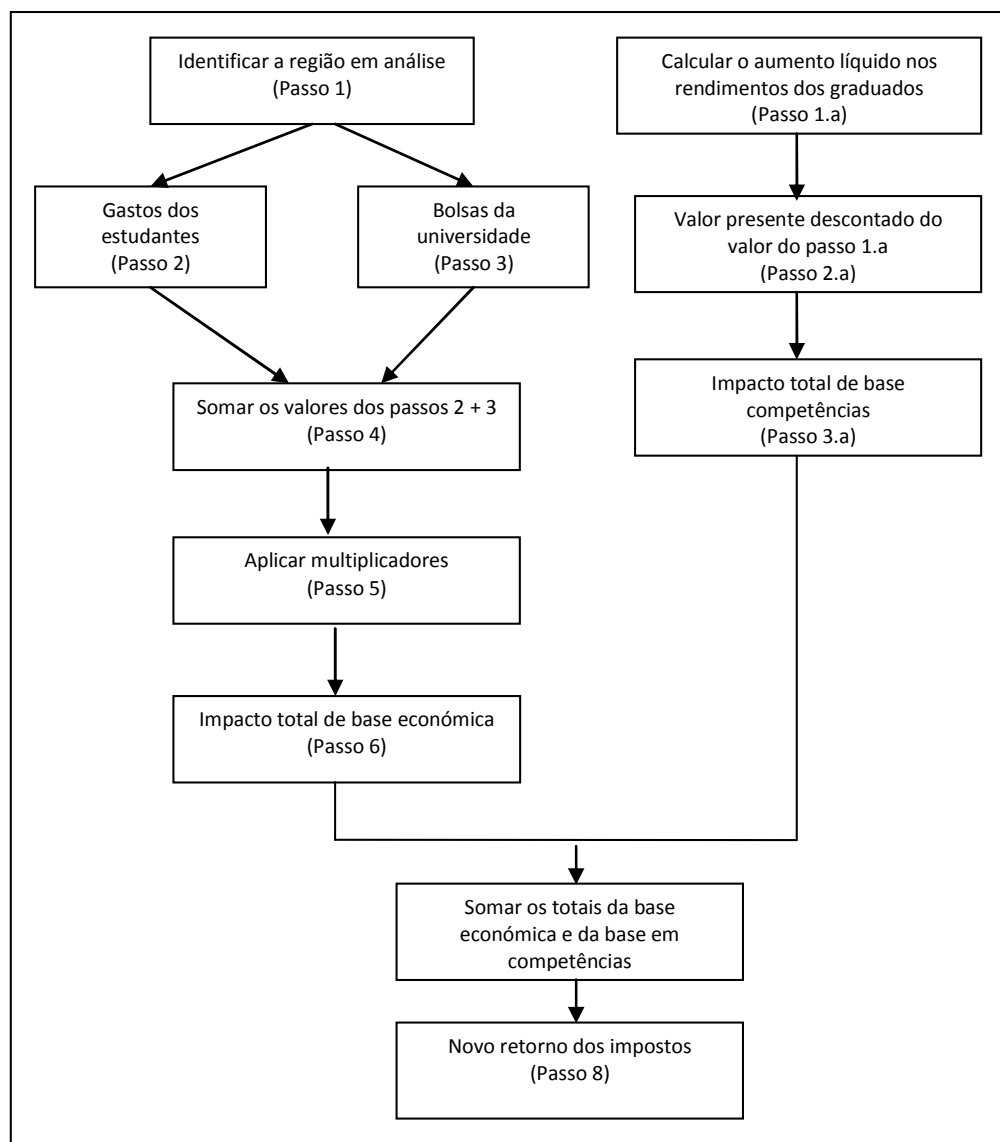 Identificar a região em análise
(Passo 1)
Calcular o aumento líquido nos
rendimentos dos graduados
(Passo 1.a)
Gastos dos
estudantes
(Passo 2)
Bolsas da
universidade
(Passo 3)
Valor presente descontado do
valor do passo 1.a
(Passo 2.a)
Somar os valores dos passos 2 + 3
(Passo 4)
Impacto total de base
competências
(Passo 3.a)
Aplicar multiplicadores
(Passo 5)
Impacto total de base económica
(Passo 6)
Somar os totais da base
económica e da base em
competências
Novo retorno dos impostos
(Passo 8)